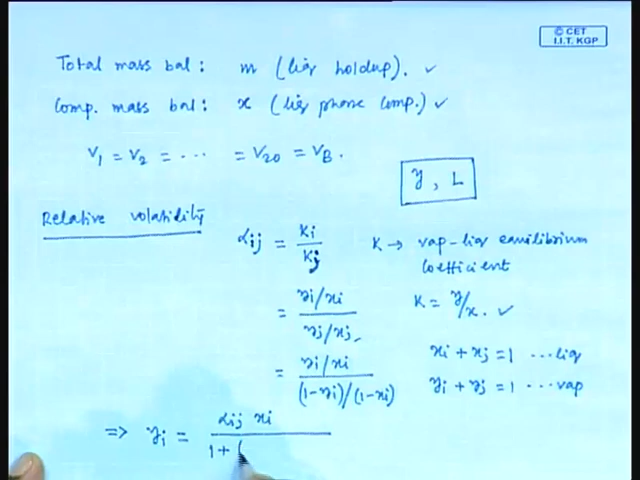 © CET
I.I.T. KGP
Total mass bal : m (liq holdup). ✓
Comp. mass bal : x (liq phase comp.) ✓
V1 = V2 = ... = V20 = VB.
y, L
Relative volatility
αij = Ki / Kj
K → vap-liq equilibrium coefficient
= yi/xi / yj/xj
K = y/x. ✓
= yi/xi / (1-yi)/(1-xi)
xi + xj = 1 ... liq
yi + yj = 1 ... vap
=> yi = αij xi / 1 + (